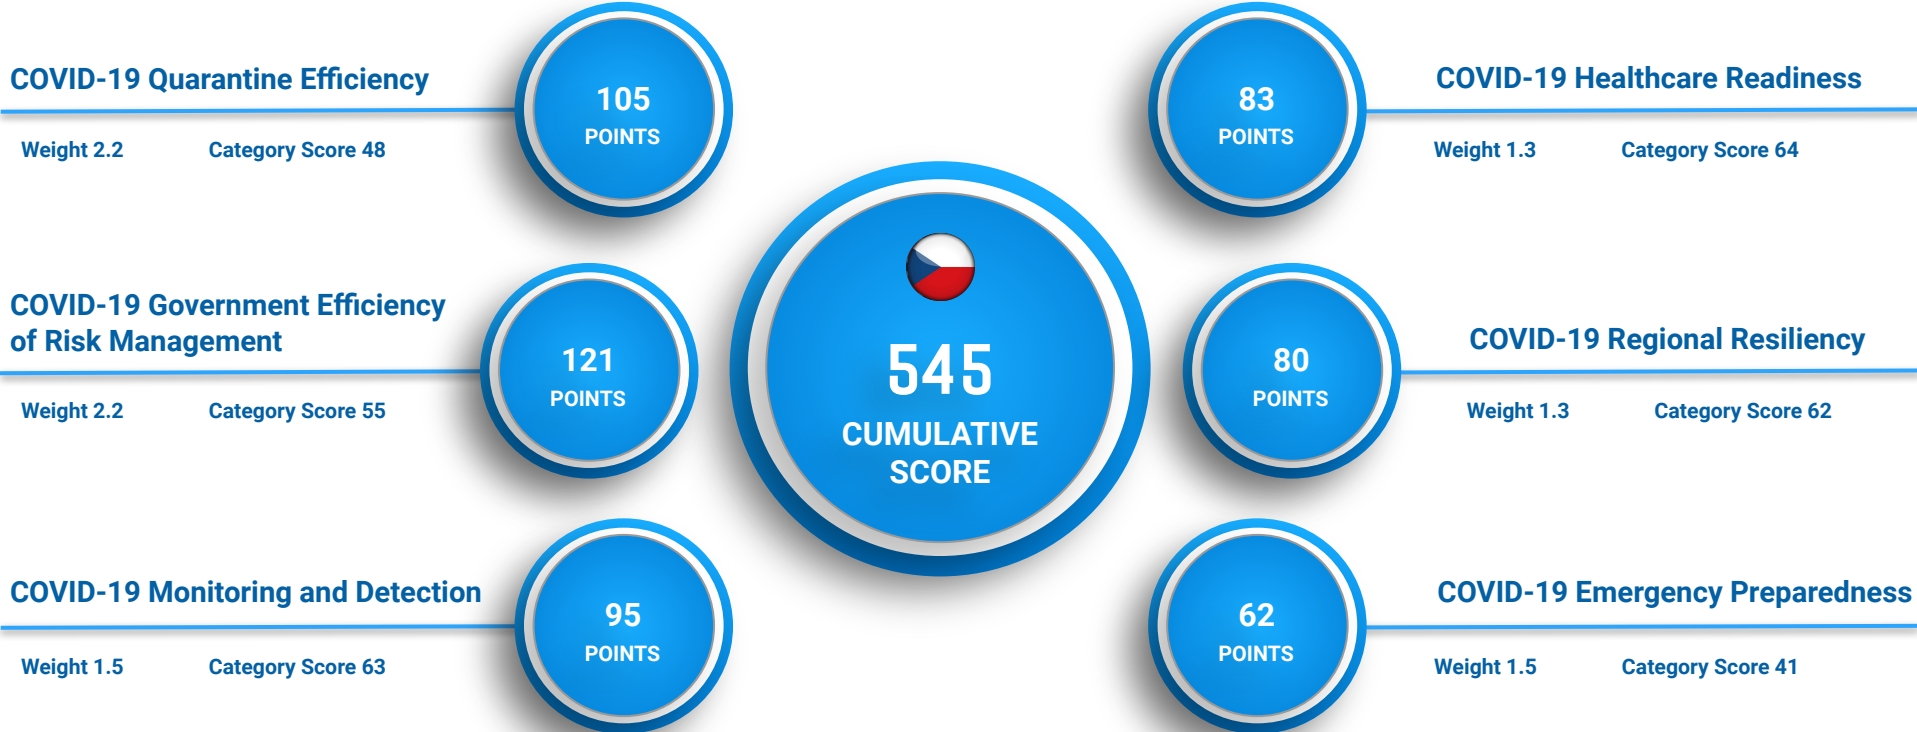 COVID-19 Quarantine Efficiency
Weight 2.2 Category Score 48
105
POINTS
COVID-19 Government Efficiency
of Risk Management
Weight 2.2 Category Score 55
121
POINTS
COVID-19 Monitoring and Detection
Weight 1.5 Category Score 63
95
POINTS
545
CUMULATIVE
SCORE
83
POINTS
COVID-19 Healthcare Readiness
Weight 1.3 Category Score 64
80
POINTS
COVID-19 Regional Resiliency
Weight 1.3 Category Score 62
62
POINTS
COVID-19 Emergency Preparedness
Weight 1.5 Category Score 41